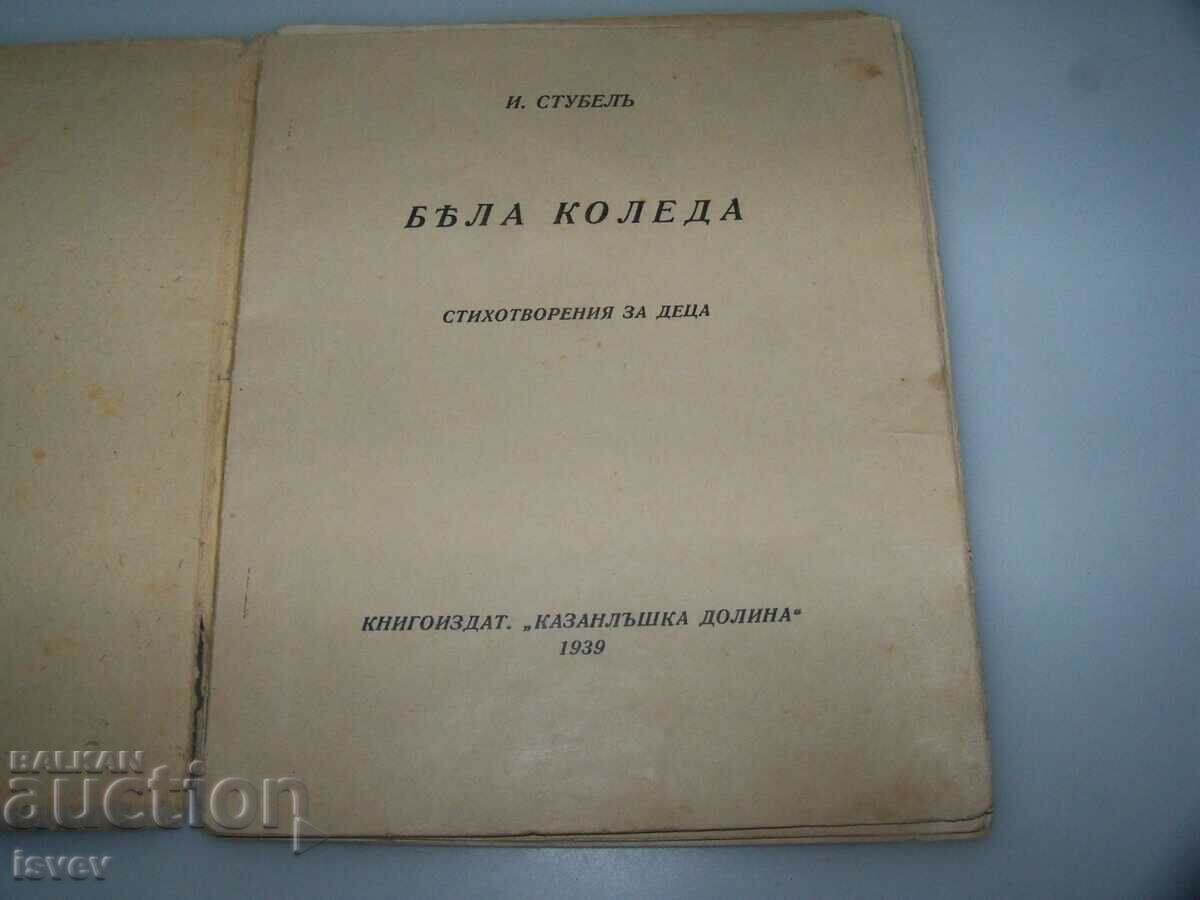 И. СТУБЕЛЪ
БѢЛА КОЛЕДА
СТИХОТВОРЕНИЯ ЗА ДЕЦА
КНИГОИЗДАТ. „КАЗАНЛЪШКА ДОЛИНА“
1939
BALKAN
auction
isvev